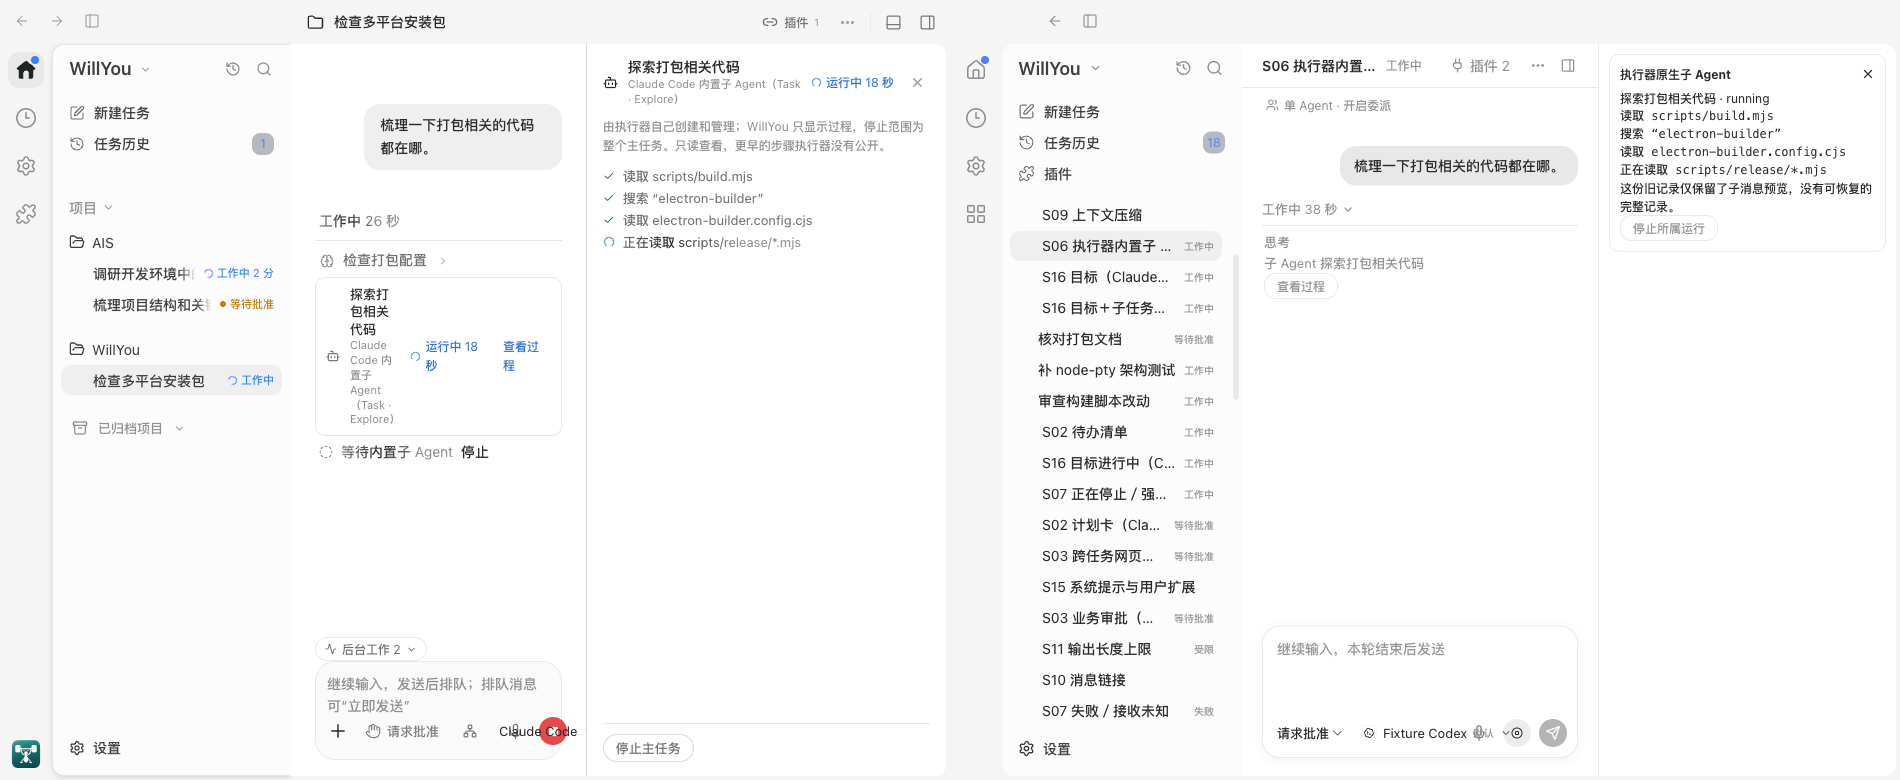 检查多平台安装包
插件 1
WillYou
新建任务
任务历史
1
项目
AIS
调研开发环境中
工作中 2 分
梳理项目结构和关
等待批准
WillYou
检查多平台安装包
工作中
已归档项目
设置
梳理一下打包相关的代码
都在哪。
工作中 26 秒
检查打包配置
探索打
包相关
代码
Claude
Code 内
置子
Agent
（Task ·
Explore)
运行中 18
秒
查看过
程
等待内置子 Agent 停止
后台工作 2
继续输入，发送后排队；排队消息
可“立即发送”
请求批准
Claude Code
探索打包相关代码
Claude Code 内置子 Agent（Task
· Explore)
运行中 18 秒
由执行器自己创建和管理；WillYou 只显示过程，停止范围为
整个主任务。只读查看，更早的步骤执行器没有公开。
读取 scripts/build.mjs
搜索 “electron-builder”
读取 electron-builder.config.cjs
正在读取 scripts/release/*.mjs
停止主任务
WillYou
新建任务
任务历史
18
插件
S09 上下文压缩
S06 执行器内置子 ...
工作中
S16 目标（Claude...
工作中
S16 目标＋子任务...
工作中
核对打包文档
等待批准
补 node-pty 架构测试
工作中
审查构建脚本改动
工作中
S02 待办清单
工作中
S16 目标进行中（C...
工作中
S07 正在停止 / 强...
工作中
S02 计划卡（Cla...
等待批准
S03 跨任务网页...
等待批准
S15 系统提示与用户扩展
S03 业务审批（...
等待批准
S11 输出长度上限
受限
S10 消息链接
S07 失败 / 接收未知
失败
设置
S06 执行器内置...
工作中
插件 2
单 Agent · 开启委派
梳理一下打包相关的代码都在哪。
工作中 38 秒
思考
子 Agent 探索打包相关代码
查看过程
继续输入，本轮结束后发送
请求批准
Fixture Codex
执行器原生子 Agent
探索打包相关代码 · running
读取 scripts/build.mjs
搜索 “electron-builder”
读取 electron-builder.config.cjs
正在读取 scripts/release/*.mjs
这份旧记录仅保留了子消息预览，没有可恢复的
完整记录。
停止所属运行